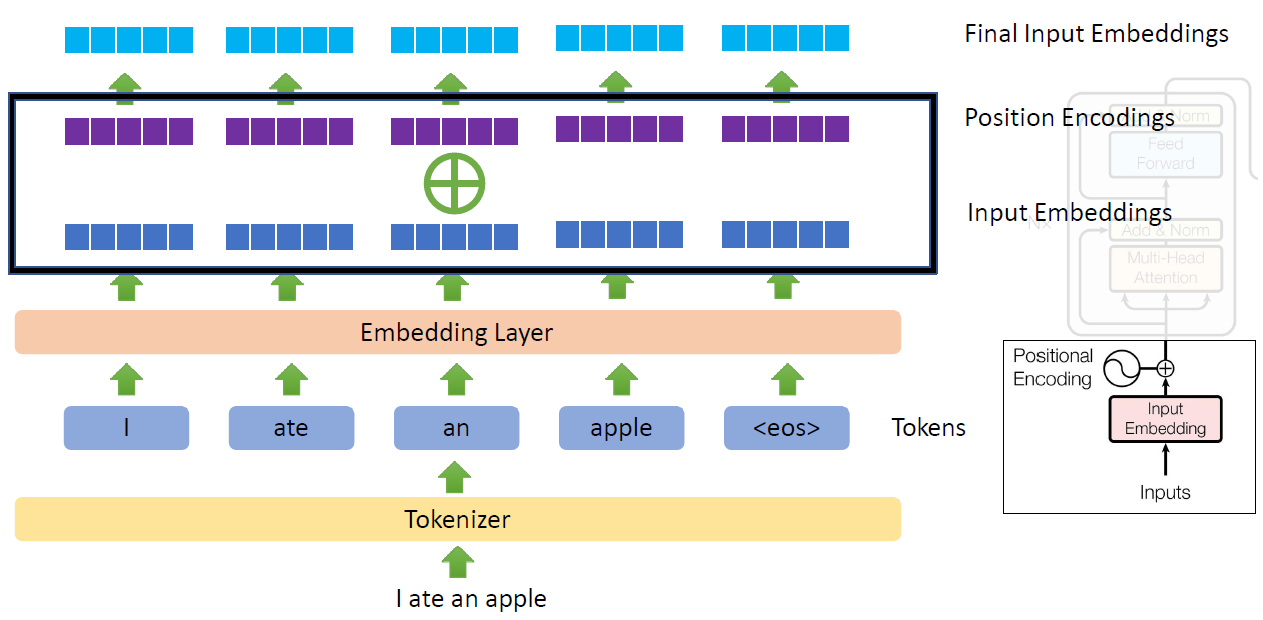 Final Input Embeddings
Position Encodings
Add & Norm
Feed
Forward
Input Embeddings
Nx
Add & Norm
Multi-Head
Attention
Embedding Layer
Positional
Encoding
Input
Embedding
I
ate
an
apple
<eos>
Tokens
Inputs
Tokenizer
I ate an apple